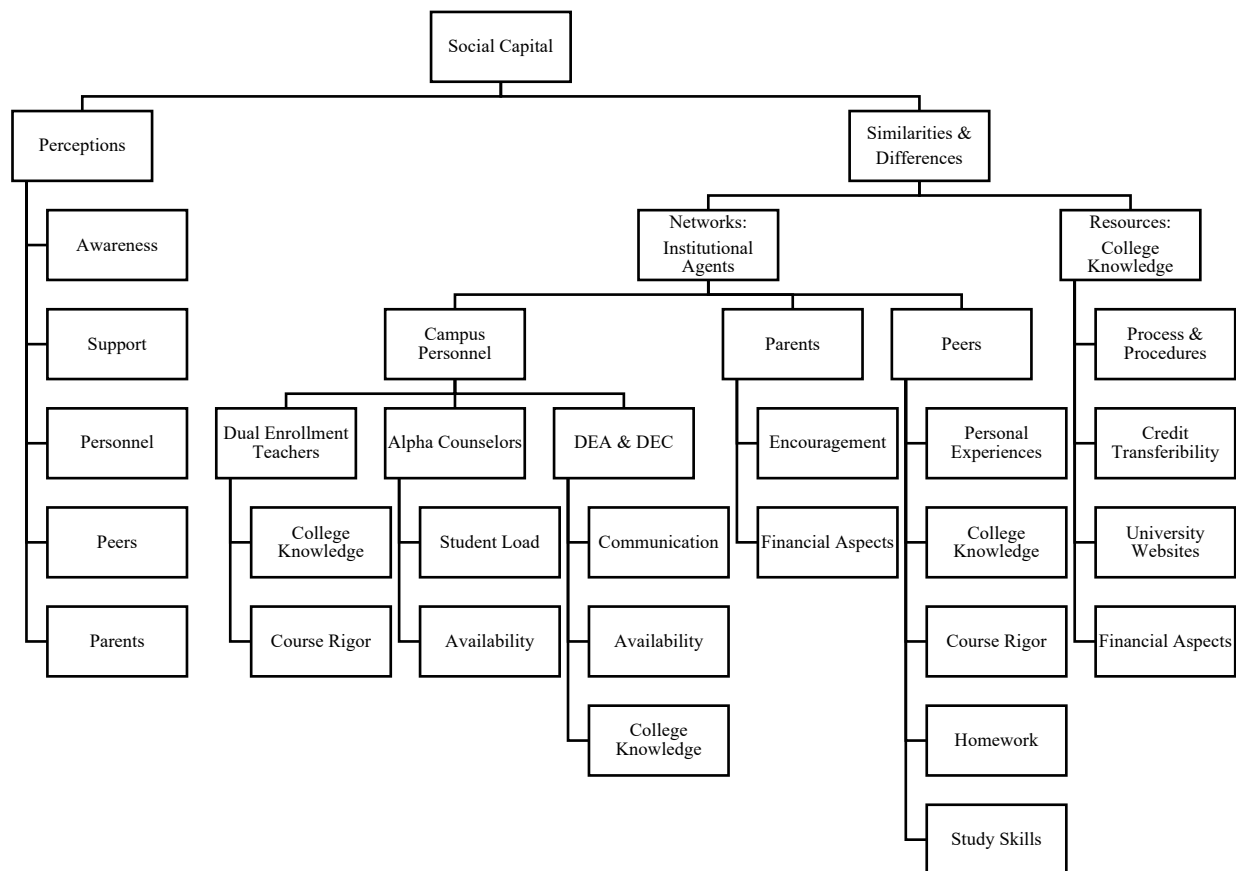 Social Capital
Perceptions
Similarities &
Differences
Networks:
Institutional
Agents
Resources:
College
Knowledge
Awareness
Support
Personnel
Peers
Parents
Campus
Personnel
Parents
Peers
Dual Enrollment
Teachers
Alpha Counselors
DEA & DEC
College
Knowledge
Course Rigor
Student Load
Availability
Communication
Availability
College
Knowledge
Encouragement
Financial Aspects
Personal
Experiences
College
Knowledge
Course Rigor
Homework
Study Skills
Process &
Procedures
Credit
Transferibility
University
Websites
Financial Aspects